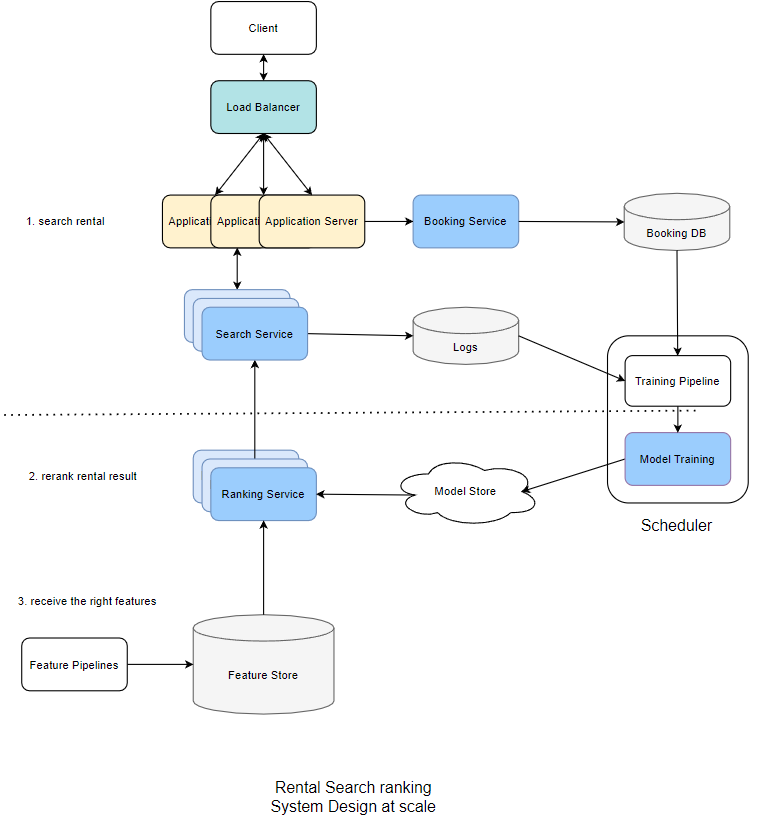 Client
Load Balancer
1. search rental
Applicati
Applicati
Application Server
Booking Service
Booking DB
Search Service
Logs
Training Pipeline
2. rerank rental result
Ranking Service
Model Store
Model Training
Scheduler
3. receive the right features
Feature Pipelines
Feature Store
Rental Search ranking
System Design at scale